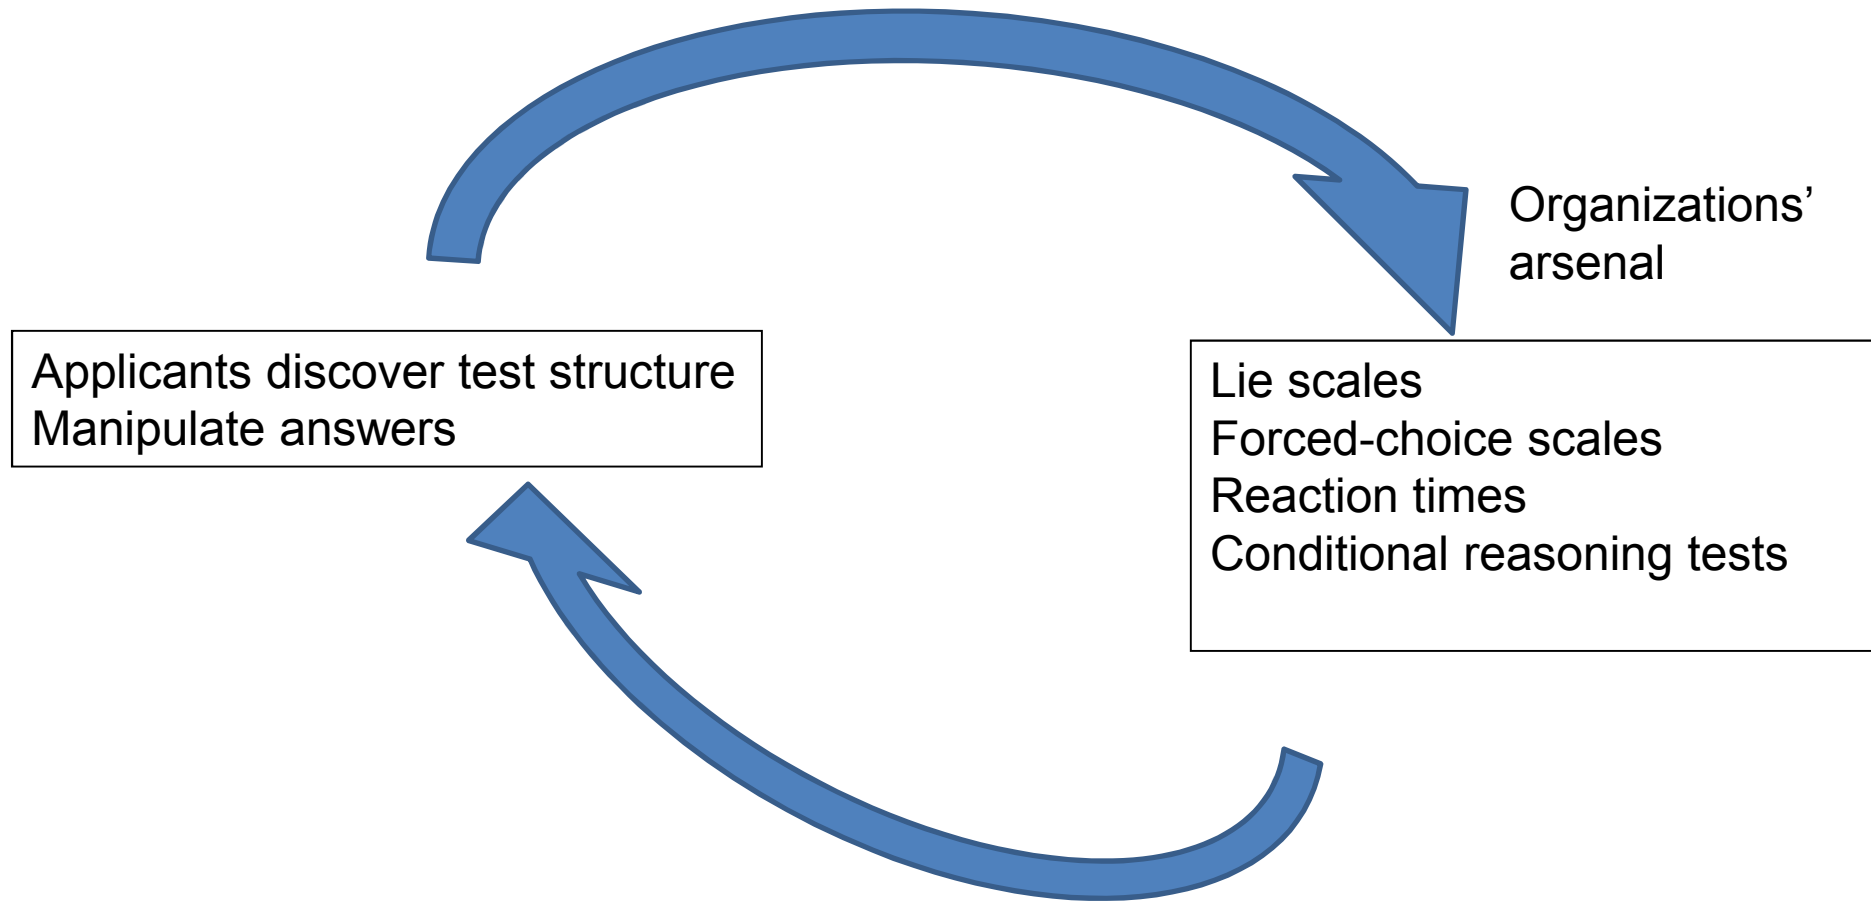 Organizations’
arsenal
Applicants discover test structure
Manipulate answers
Lie scales
Forced-choice scales
Reaction times
Conditional reasoning tests